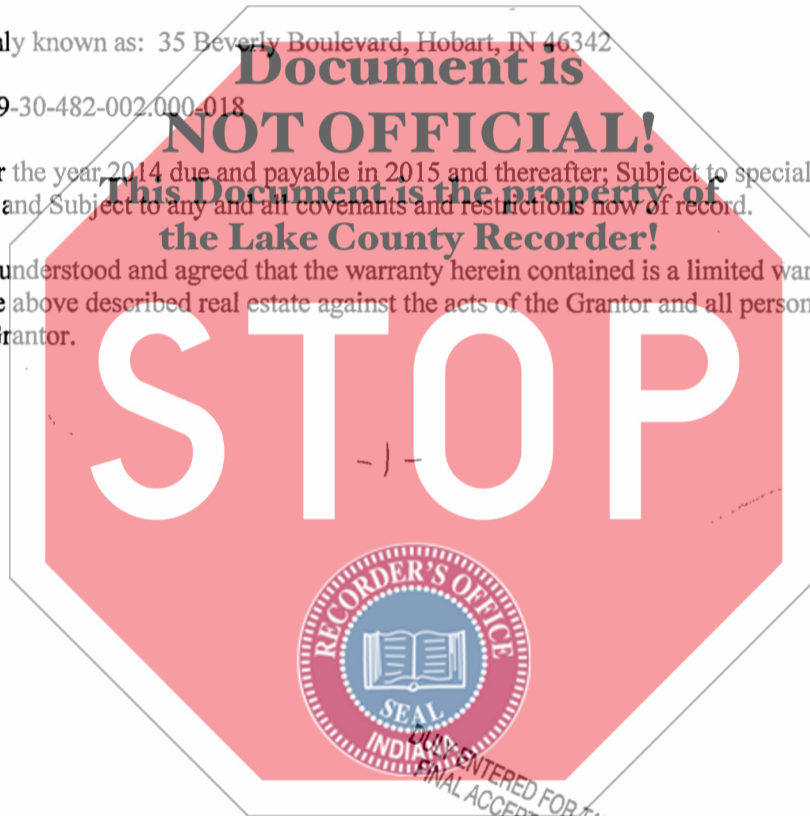 nly known as: 35 Beverly Boulevard, Hobart, IN 46342
Document is
9-30-482-002.000-018
NOT OFFICIAL!
r the year 2014 due and payable in 2015 and thereafter; Subject to special
This Document is the property of
and Subject to any and all covenants and restrictions now of record.
the Lake County Recorder!
understood and agreed that the warranty herein contained is a limited war
e above described real estate against the acts of the Grantor and all person
Grantor.
STOP
- 1 -
RECORDER'S OFFICE
SEAL
INDIANA
DULY ENTERED FOR TA
FINAL ACCEPT